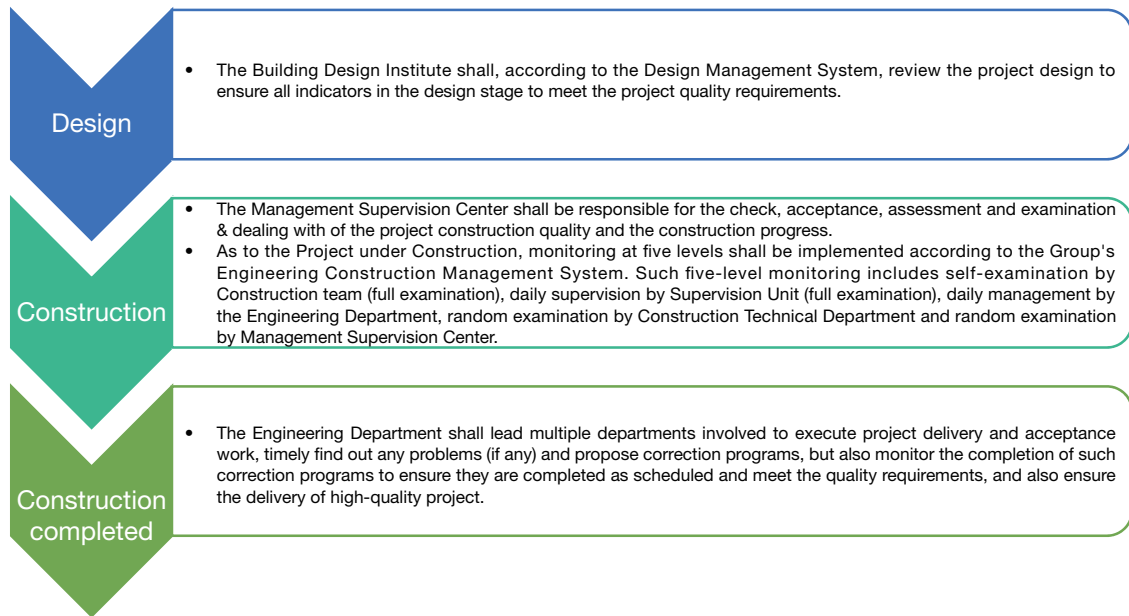 Design
• The Building Design Institute shall, according to the Design Management System, review the project design to
ensure all indicators in the design stage to meet the project quality requirements.
Construction
• The Management Supervision Center shall be responsible for the check, acceptance, assessment and examination
& dealing with of the project construction quality and the construction progress.
• As to the Project under Construction, monitoring at five levels shall be implemented according to the Group's
Engineering Construction Management System. Such five-level monitoring includes self-examination by
Construction team (full examination), daily supervision by Supervision Unit (full examination), daily management by
the Engineering Department, random examination by Construction Technical Department and random examination
by Management Supervision Center.
Construction
completed
• The Engineering Department shall lead multiple departments involved to execute project delivery and acceptance
work, timely find out any problems (if any) and propose correction programs, but also monitor the completion of such
correction programs to ensure they are completed as scheduled and meet the quality requirements, and also ensure
the delivery of high-quality project.